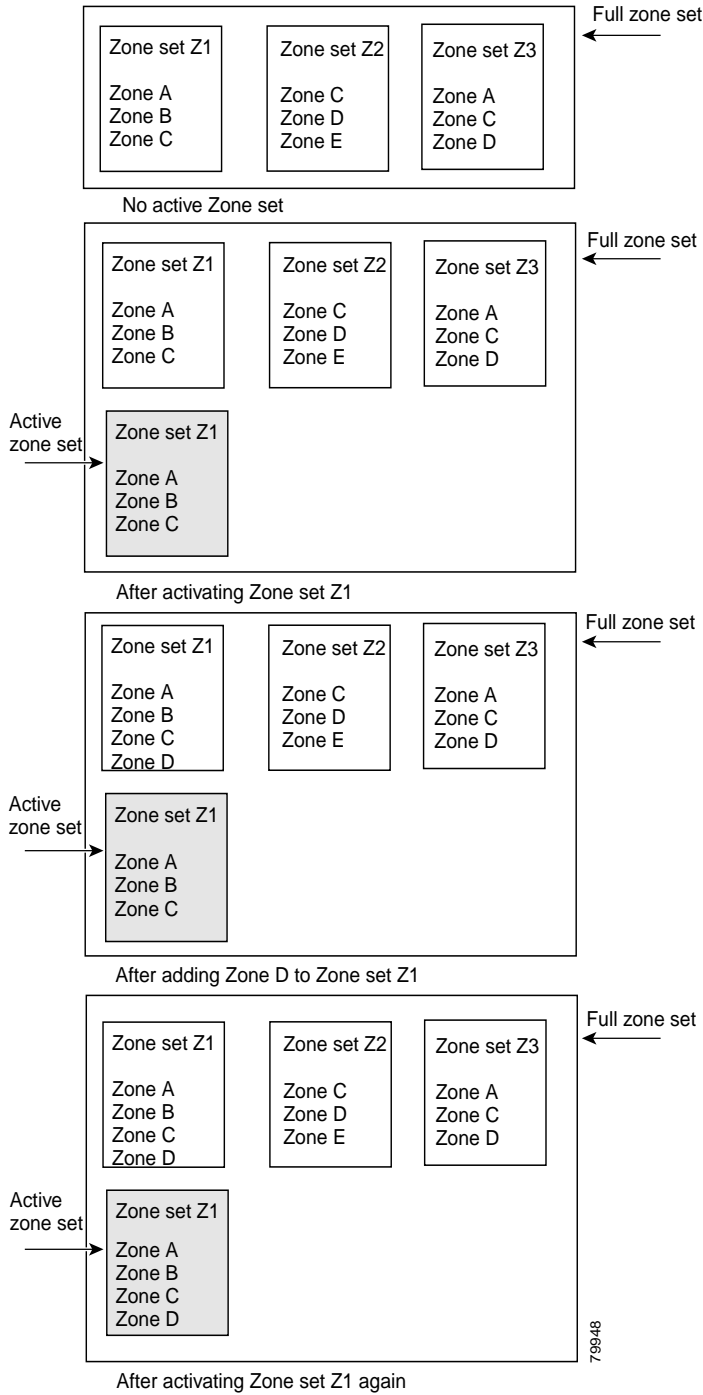 Full zone set
Zone set Z1
Zone A
Zone B
Zone C
Zone set Z2
Zone C
Zone D
Zone E
Zone set Z3
Zone A
Zone C
Zone D
No active Zone set
Full zone set
Zone set Z1
Zone A
Zone B
Zone C
Zone set Z2
Zone C
Zone D
Zone E
Zone set Z3
Zone A
Zone C
Zone D
Active
zone set
Zone set Z1
Zone A
Zone B
Zone C
After activating Zone set Z1
Full zone set
Zone set Z1
Zone A
Zone B
Zone C
Zone D
Zone set Z2
Zone C
Zone D
Zone E
Zone set Z3
Zone A
Zone C
Zone D
Active
zone set
Zone set Z1
Zone A
Zone B
Zone C
After adding Zone D to Zone set Z1
Full zone set
Zone set Z1
Zone A
Zone B
Zone C
Zone D
Zone set Z2
Zone C
Zone D
Zone E
Zone set Z3
Zone A
Zone C
Zone D
Active
zone set
Zone set Z1
Zone A
Zone B
Zone C
Zone D
79948
After activating Zone set Z1 again